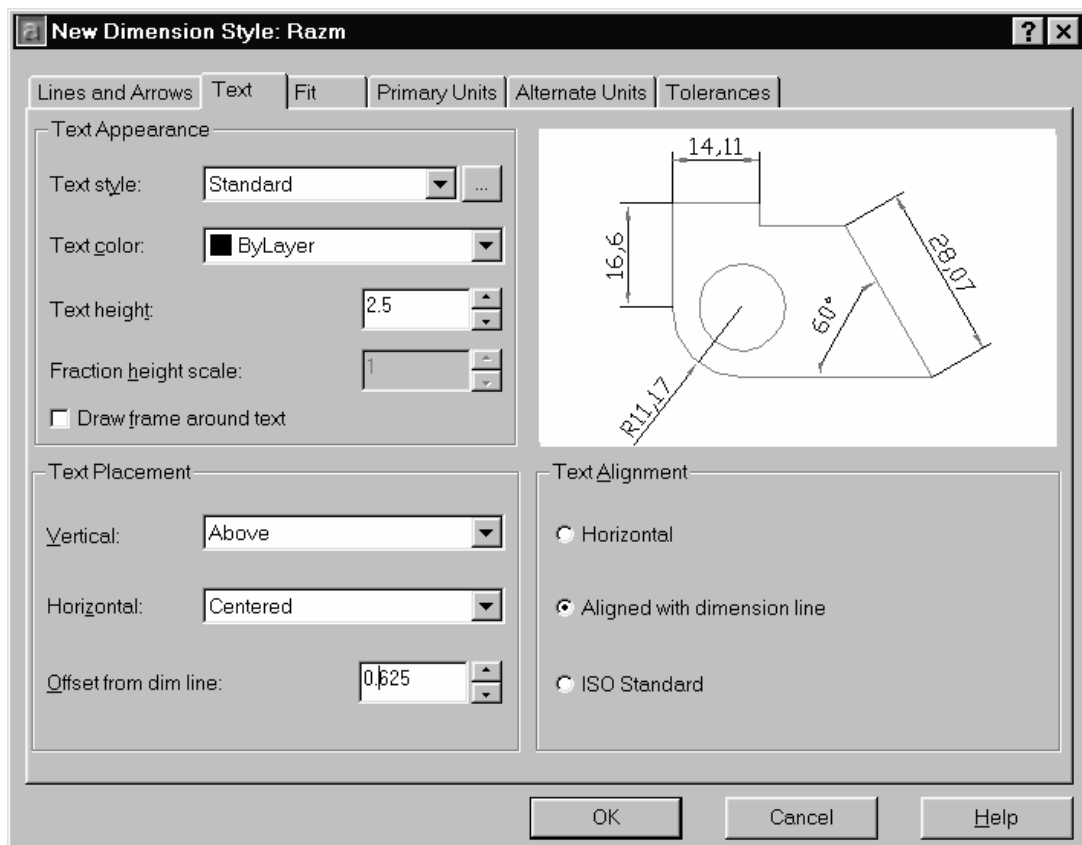 New Dimension Style: Razm
Lines and Arrows Text Fit Primary Units Alternate Units Tolerances
Text Appearance
Text style: Standard ...
Text color: ByLayer
Text height: 2.5
Fraction height scale: 1
Draw frame around text
14,11
16,6
28,07
60°
R11,17
Text Placement
Vertical: Above
Horizontal: Centered
Offset from dim line: 0.625
Text Alignment
Horizontal
Aligned with dimension line
ISO Standard
OK Cancel Help